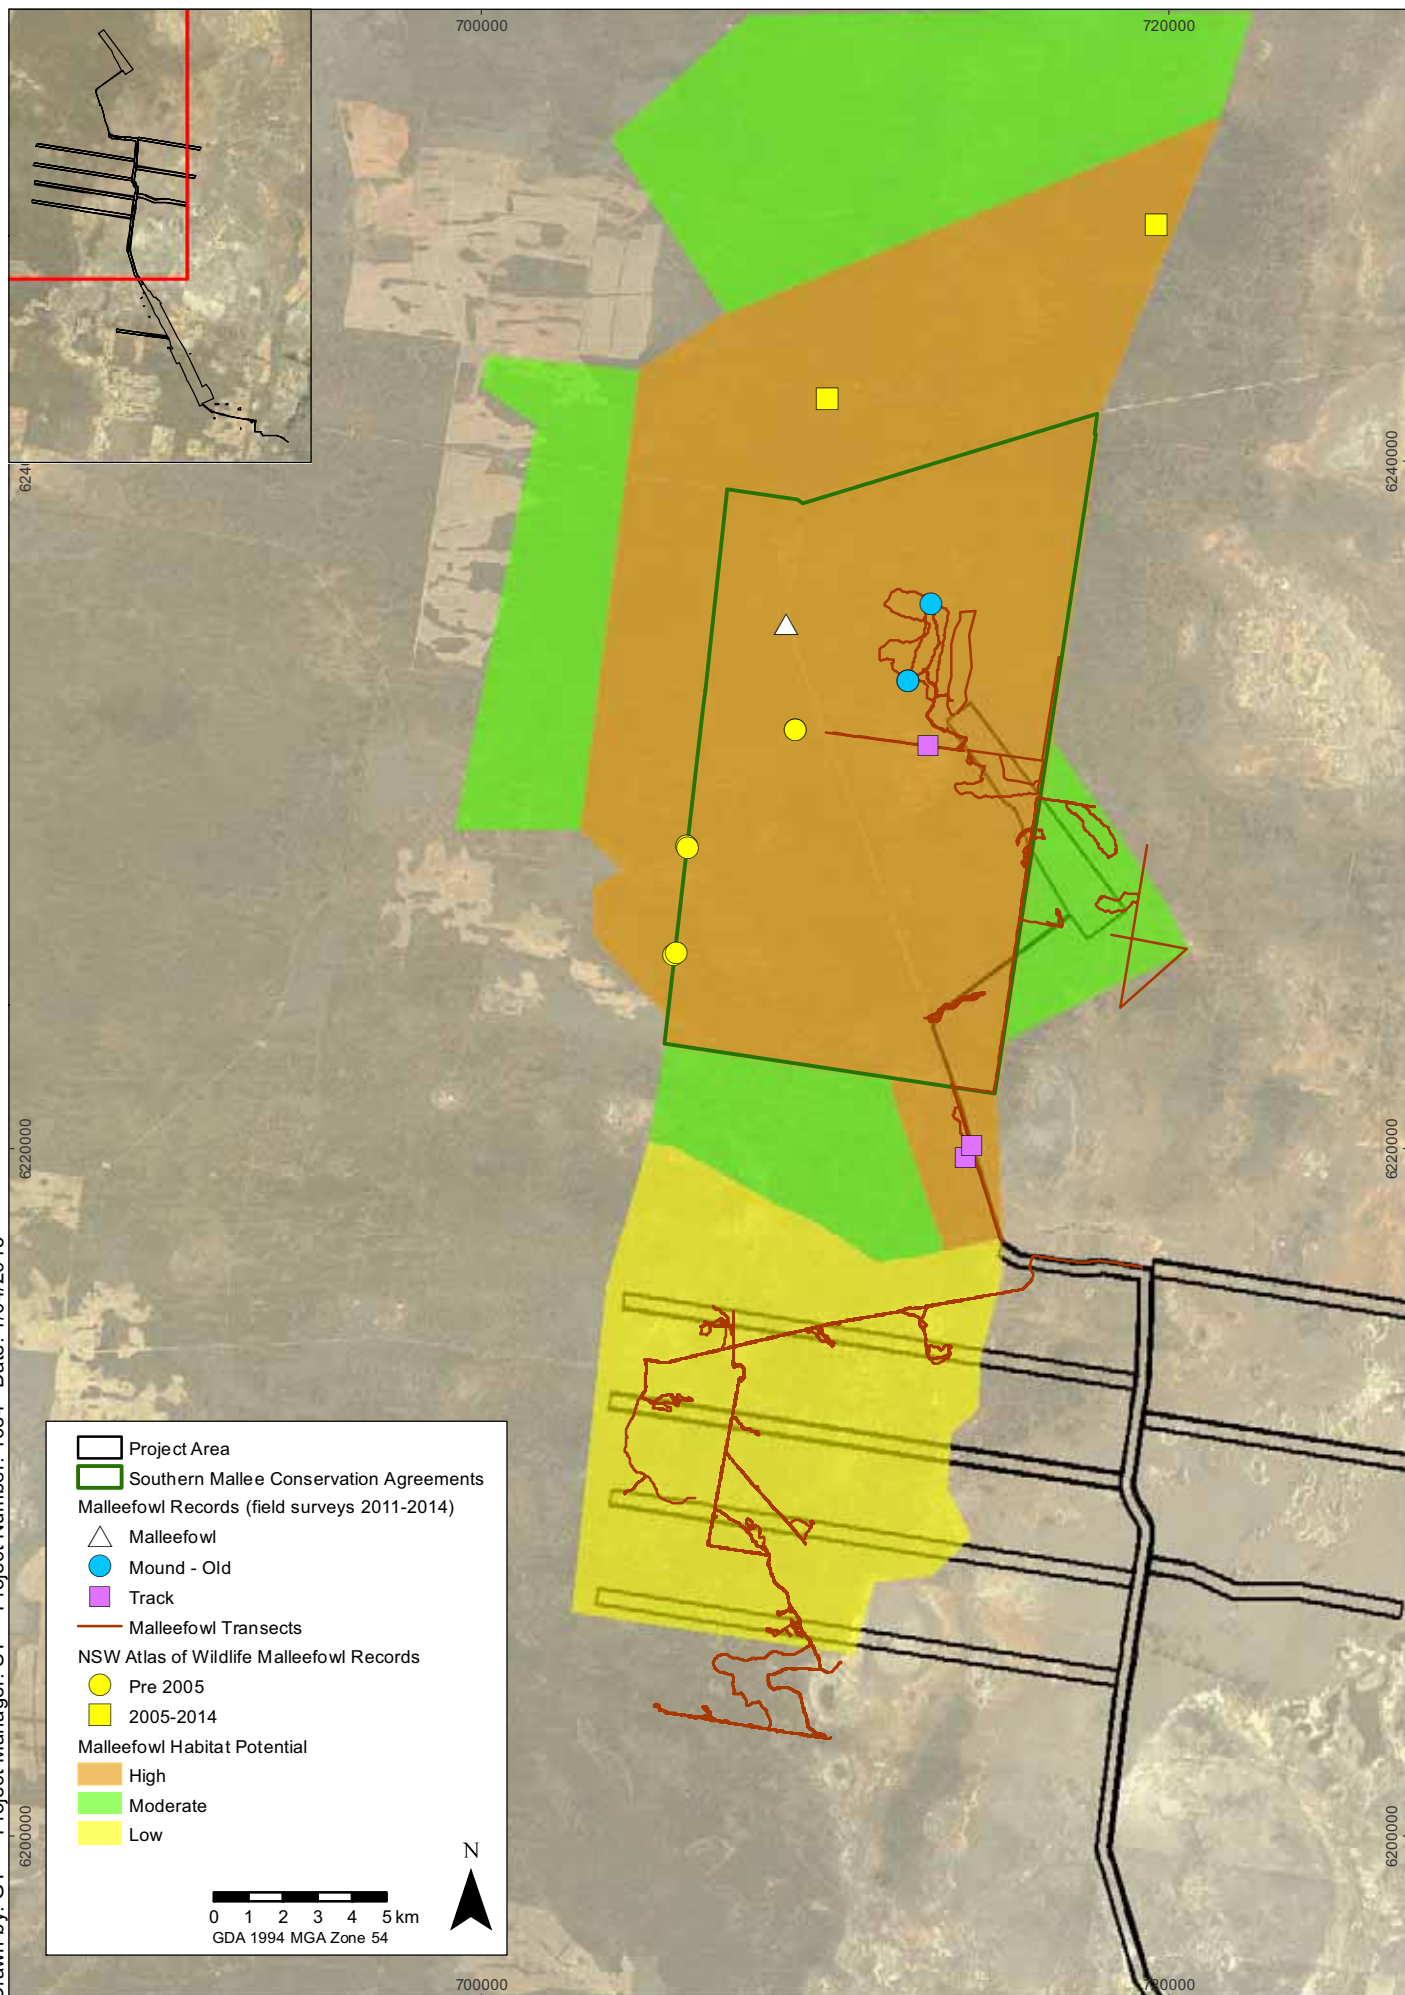 700000
720000
6240000
6220000
6220000
6200000
6200000
Project Area
Southern Mallee Conservation Agreements
Malleefowl Records (field surveys 2011-2014)
Malleefowl
Mound - Old
Track
Malleefowl Transects
NSW Atlas of Wildlife Malleefowl Records
Pre 2005
2005-2014
Malleefowl Habitat Potential
High
Moderate
Low
N
0 1 2 3 4 5 km
GDA 1994 MGA Zone 54
700000
720000